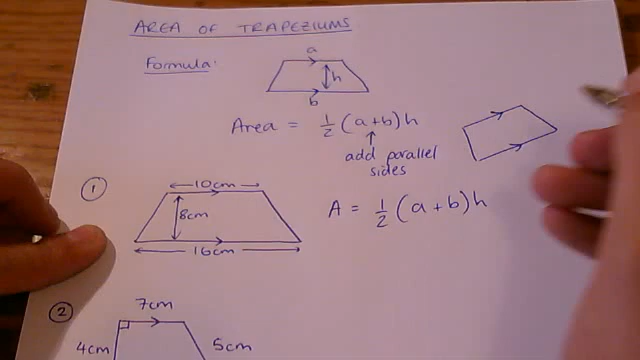 AREA OF TRAPEZIUMS
Formula:
a
h
b
Area = 1/2 (a+b)h
add parallel
sides
1
10cm
8cm
16cm
A = 1/2 (a+b)h
2
7cm
4cm
5cm